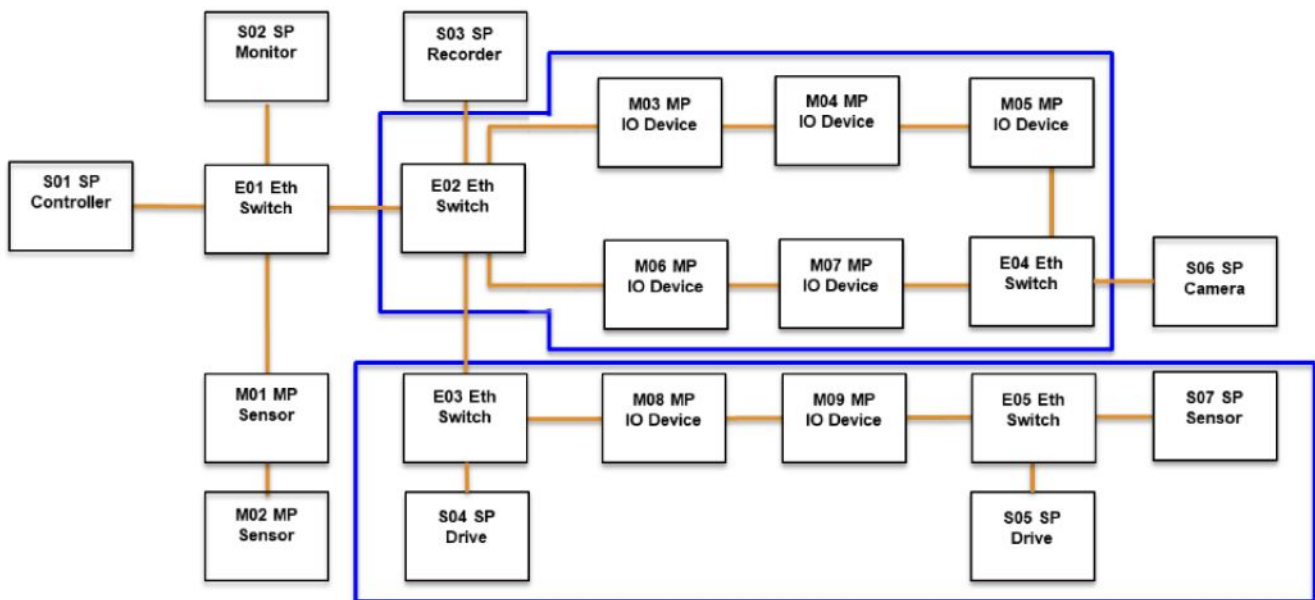 S02 SP
Monitor
S03 SP
Recorder
M03 MP
IO Device
M04 MP
IO Device
M05 MP
IO Device
S01 SP
Controller
E01 Eth
Switch
E02 Eth
Switch
M06 MP
IO Device
M07 MP
IO Device
E04 Eth
Switch
S06 SP
Camera
M01 MP
Sensor
E03 Eth
Switch
M08 MP
IO Device
M09 MP
IO Device
E05 Eth
Switch
S07 SP
Sensor
M02 MP
Sensor
S04 SP
Drive
S05 SP
Drive